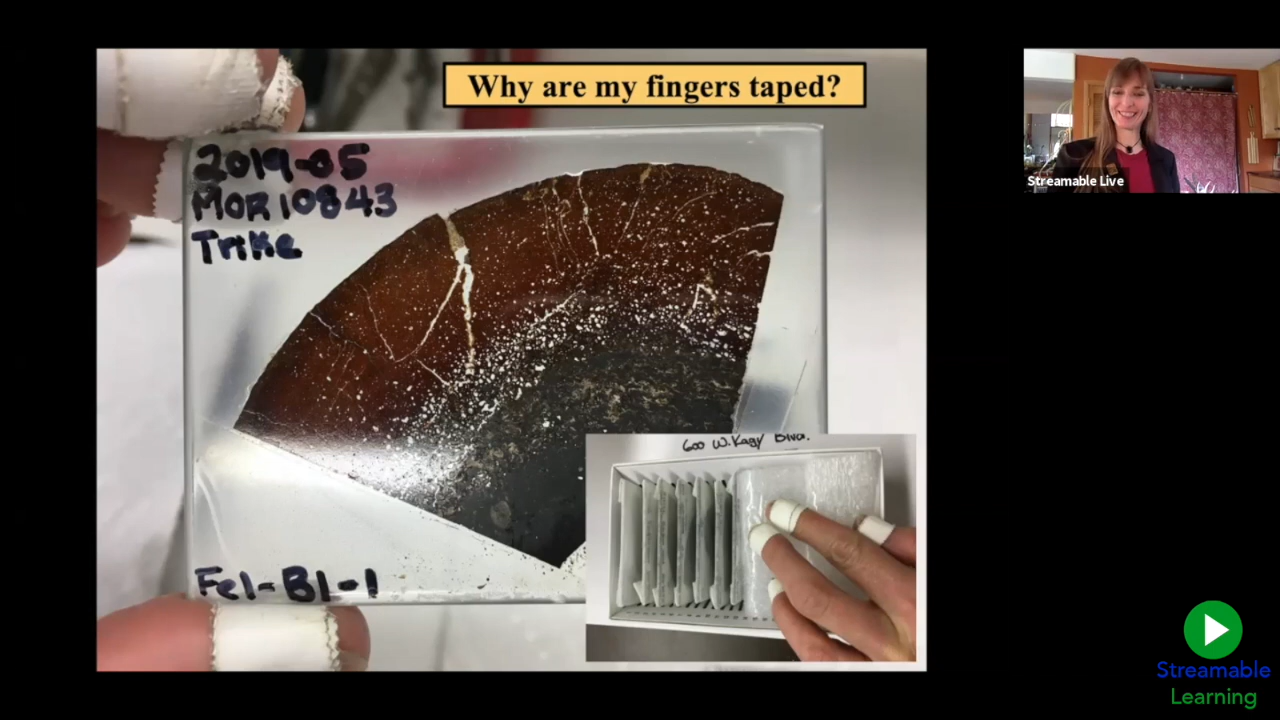 Why are my fingers taped?
2019-05
MOR 10843
Trike
Fe1-B1-1
600 W. Kagy Blvd.
Streamable Live
Streamable
Learning